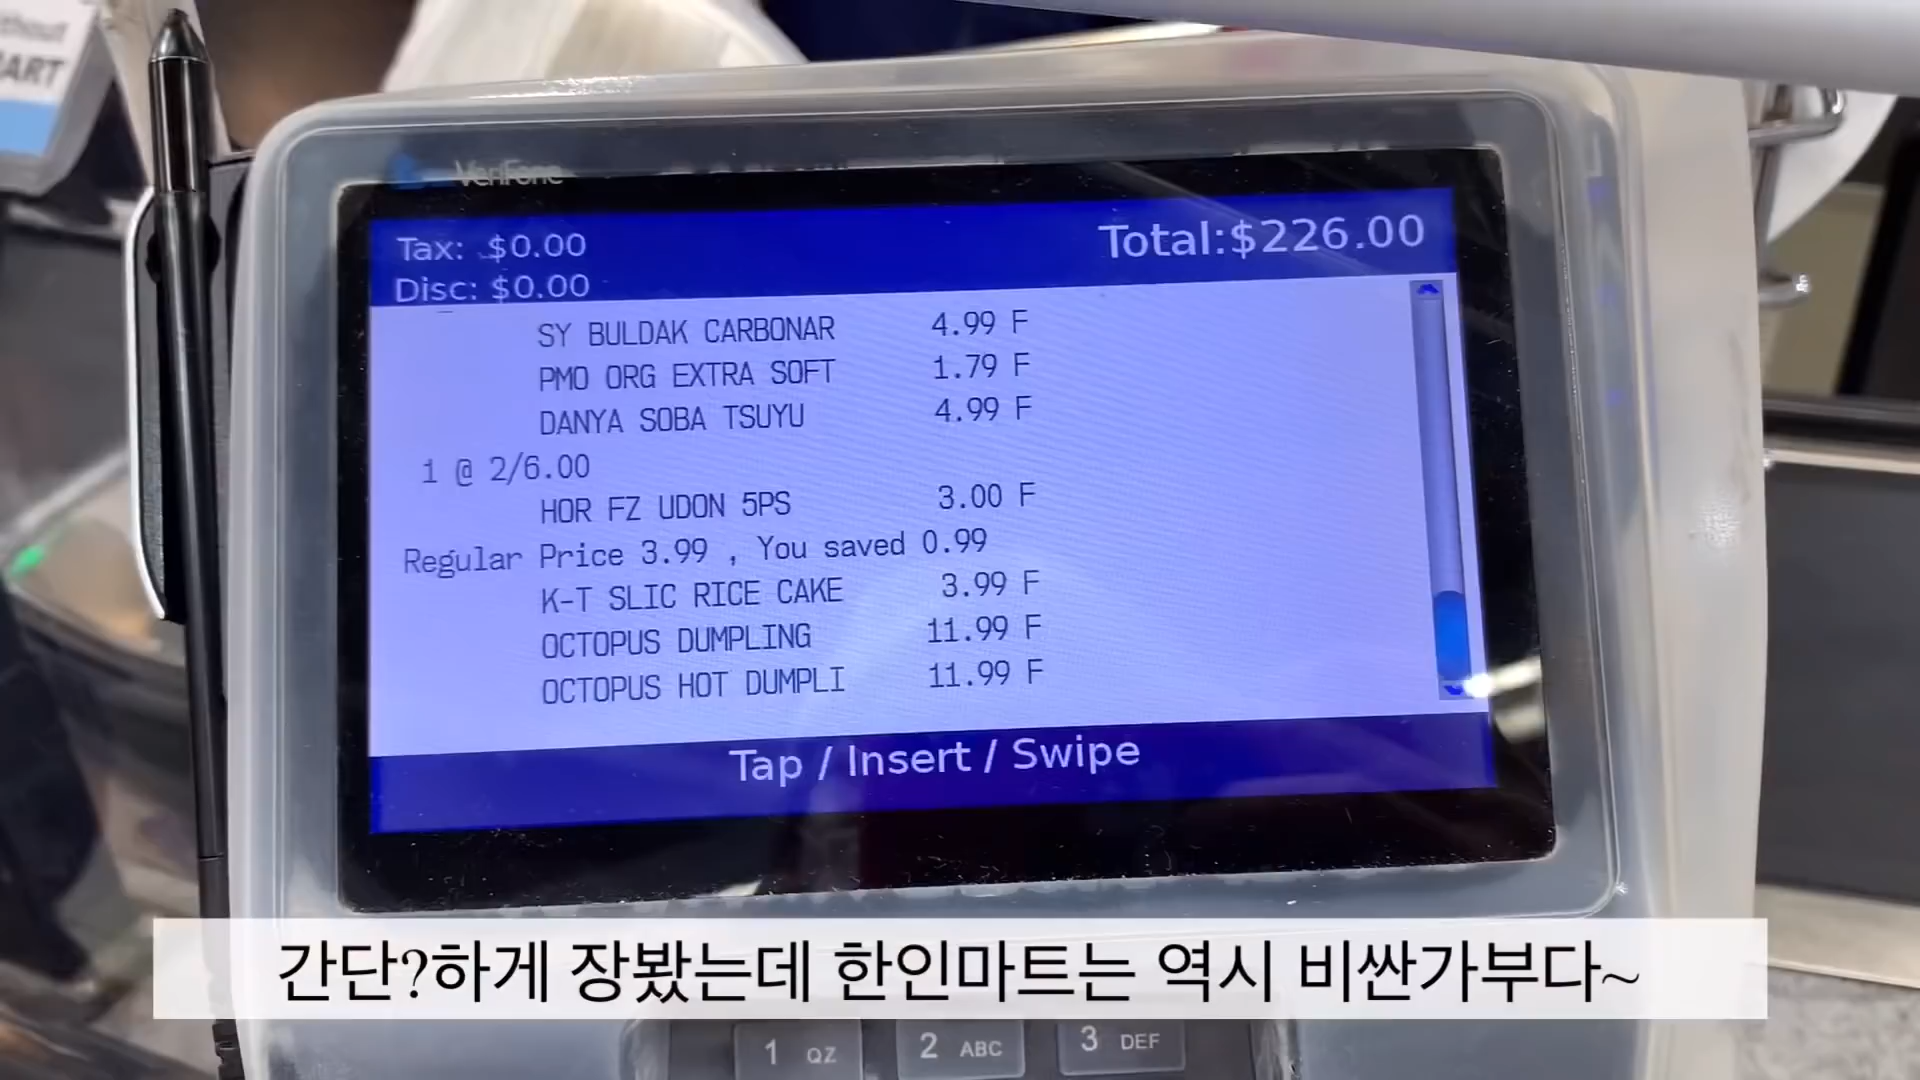 ART
VeriFone
Tax: $0.00
Total:$226.00
Disc: $0.00
SY BULDAK CARBONAR 4.99 F
PMO ORG EXTRA SOFT 1.79 F
DANYA SOBA TSUYU 4.99 F
1 @ 2/6.00
HOR FZ UDON 5PS 3.00 F
Regular Price 3.99 , You saved 0.99
K-T SLIC RICE CAKE 3.99 F
OCTOPUS DUMPLING 11.99 F
OCTOPUS HOT DUMPLI 11.99 F
Tap / Insert / Swipe
간단?하게 장봤는데 한인마트는 역시 비싼가부다~
1 QZ 2 ABC 3 DEF